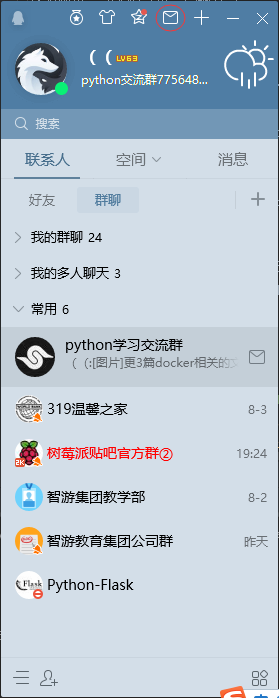 ( ( LV63
python交流群775648...
搜索
联系人 空间 消息
好友 群聊
我的群聊 24
我的多人聊天 3
常用 6
python学习交流群
( (:[图片]更3篇docker相关的文
319温馨之家 8-3
树莓派贴吧官方群② 19:24
智游集团教学部 8-2
智游教育集团公司群 昨天
Flask
Python-Flask